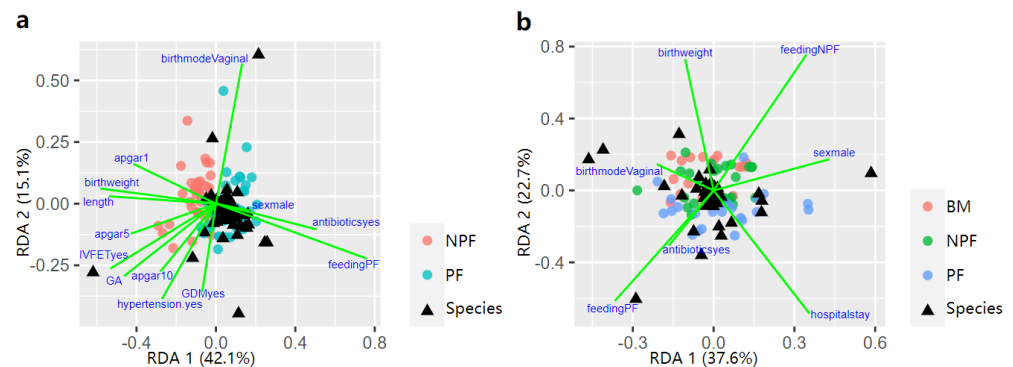 a
birthmodeVaginal
apgar1
birthweight
length
apgar5
IVFETyes
GA
apgar10
hypertension.yes
GDMyes
sexmale
antibioticsyes
feedingPF
0.50
0.25
0.00
-0.25
-0.4
0.0
0.4
0.8
RDA 1 (42.1%)
RDA 2 (15.1%)
NPF
PF
Species
b
birthweight
feedingNPF
sexmale
birthmodeVaginal
antibioticsyes
feedingPF
hospitalstay
0.8
0.4
0.0
-0.4
-0.3
0.0
0.3
0.6
RDA 1 (37.6%)
RDA 2 (22.7%)
BM
NPF
PF
Species